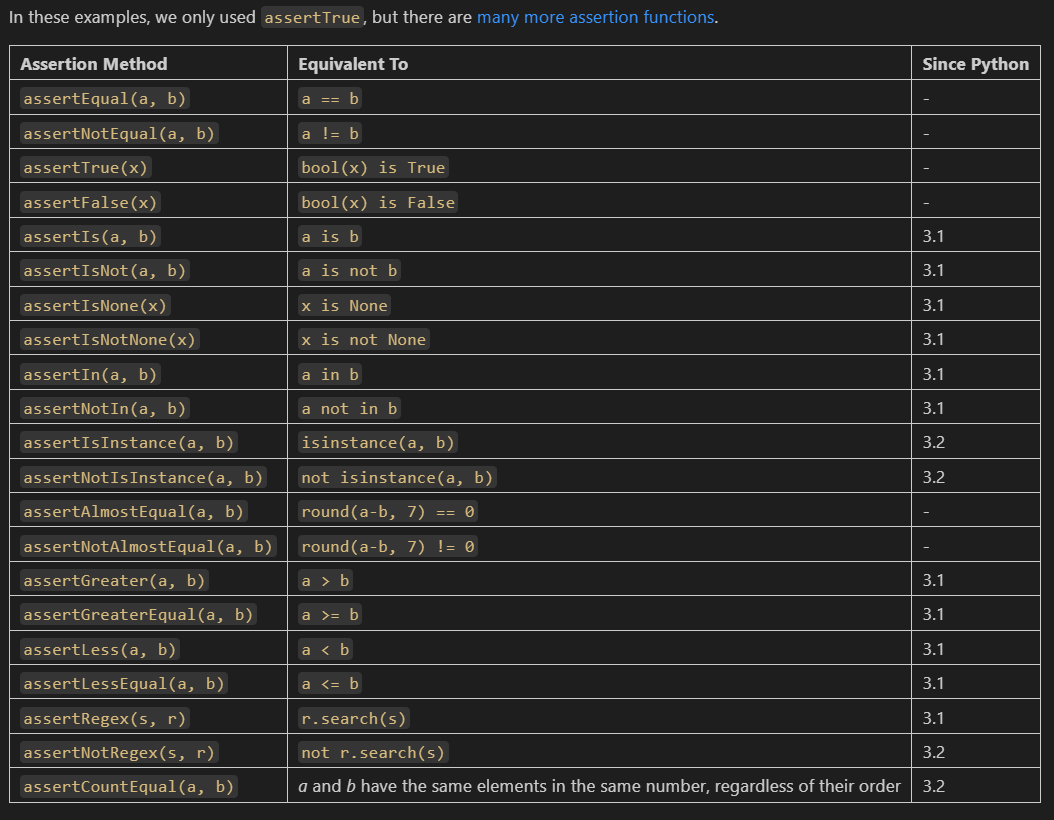 In these examples, we only used assertTrue, but there are many more assertion functions.
Assertion Method Equivalent To Since Python
assertEqual(a, b) a == b -
assertNotEqual(a, b) a != b -
assertTrue(x) bool(x) is True -
assertFalse(x) bool(x) is False -
assertIs(a, b) a is b 3.1
assertIsNot(a, b) a is not b 3.1
assertIsNone(x) x is None 3.1
assertIsNotNone(x) x is not None 3.1
assertIn(a, b) a in b 3.1
assertNotIn(a, b) a not in b 3.1
assertIsInstance(a, b) isinstance(a, b) 3.2
assertNotIsInstance(a, b) not isinstance(a, b) 3.2
assertAlmostEqual(a, b) round(a-b, 7) == 0 -
assertNotAlmostEqual(a, b) round(a-b, 7) != 0 -
assertGreater(a, b) a > b 3.1
assertGreaterEqual(a, b) a >= b 3.1
assertLess(a, b) a < b 3.1
assertLessEqual(a, b) a <= b 3.1
assertRegex(s, r) r.search(s) 3.1
assertNotRegex(s, r) not r.search(s) 3.2
assertCountEqual(a, b) a and b have the same elements in the same number, regardless of their order 3.2